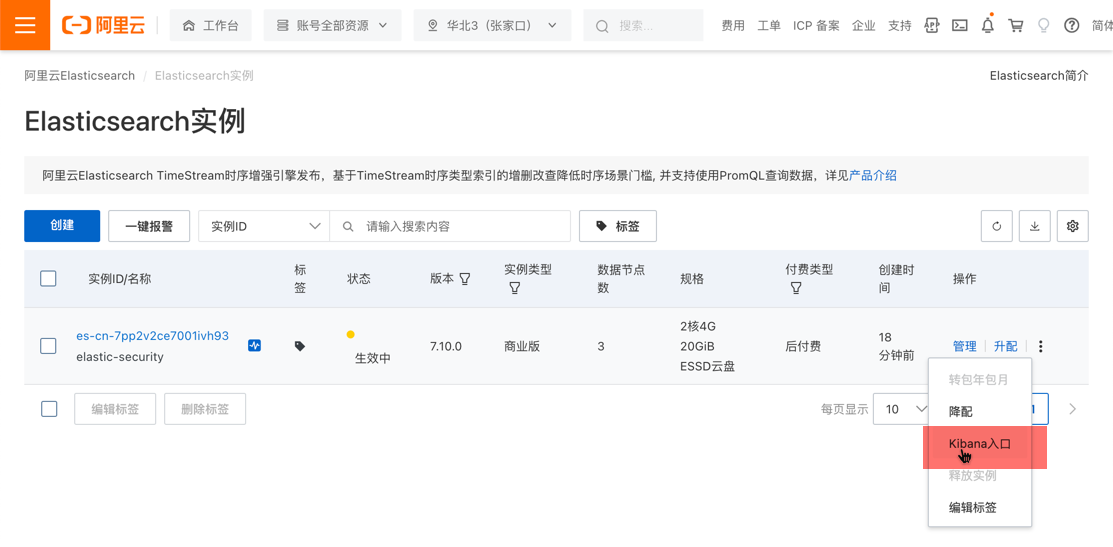 阿里云
工作台
账号全部资源
华北3（张家口）
搜索...
费用
工单
ICP 备案
企业
支持
简体
阿里云Elasticsearch / Elasticsearch实例
Elasticsearch简介
Elasticsearch实例
阿里云Elasticsearch TimeStream时序增强引擎发布，基于TimeStream时序类型索引的增删改查降低时序场景门槛, 并支持使用PromQL查询数据，详见产品介绍
创建
一键报警
实例ID
请输入搜索内容
标签
实例ID/名称
标签
状态
版本
实例类型
数据节点数
规格
付费类型
创建时间
操作
es-cn-7pp2v2ce7001ivh93
elastic-security
生效中
7.10.0
商业版
3
2核4G
20GiB
ESSD云盘
后付费
18
分钟前
管理
升配
转包年包月
降配
Kibana入口
释放实例
编辑标签
编辑标签
删除标签
每页显示
10
1